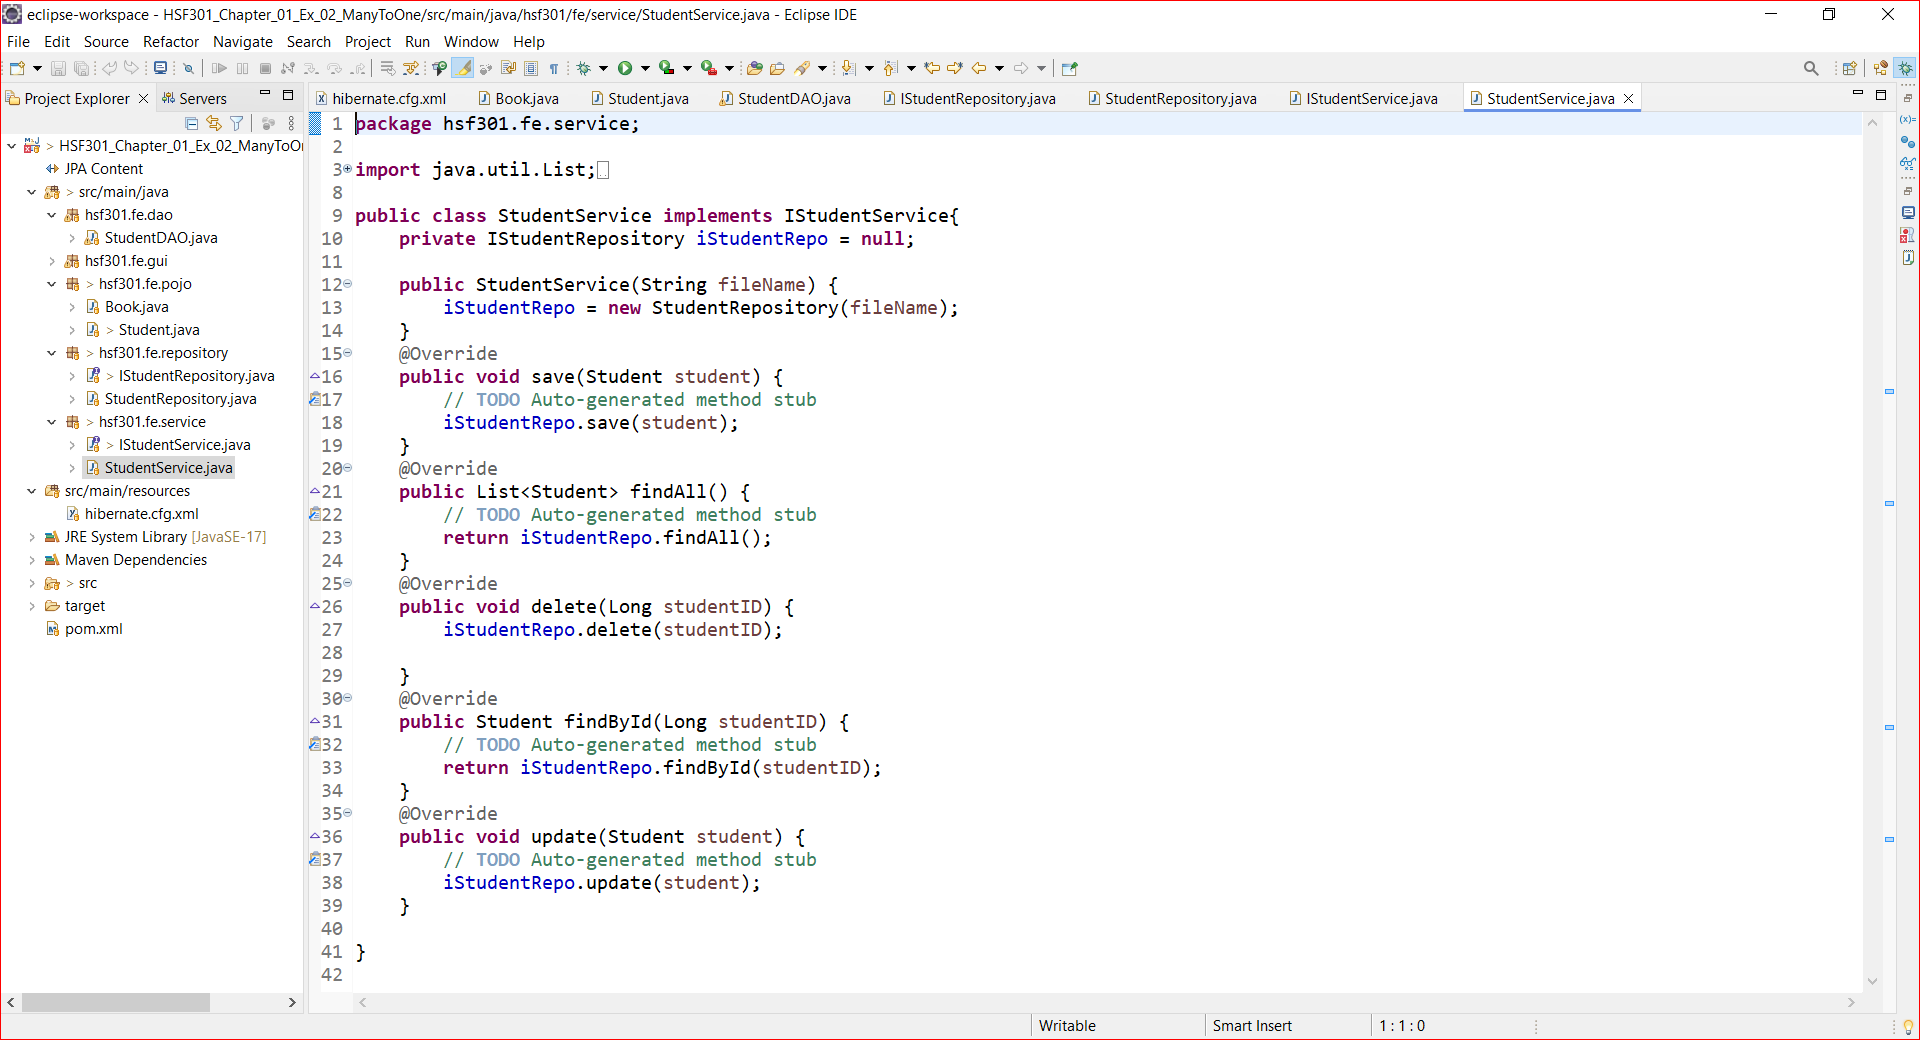 eclipse-workspace - HSF301_Chapter_01_Ex_02_ManyToOne/src/main/java/hsf301/fe/service/StudentService.java - Eclipse IDE
File Edit Source Refactor Navigate Search Project Run Window Help
Project Explorer Servers
hibernate.cfg.xml Book.java Student.java StudentDAO.java IStudentRepository.java StudentRepository.java IStudentService.java StudentService.java
> HSF301_Chapter_01_Ex_02_ManyToOn
JPA Content
> src/main/java
hsf301.fe.dao
StudentDAO.java
hsf301.fe.gui
> hsf301.fe.pojo
Book.java
> Student.java
> hsf301.fe.repository
> IStudentRepository.java
StudentRepository.java
> hsf301.fe.service
> IStudentService.java
StudentService.java
src/main/resources
hibernate.cfg.xml
JRE System Library [JavaSE-17]
Maven Dependencies
> src
target
pom.xml
1 package hsf301.fe.service;
2
3 import java.util.List;
8
9 public class StudentService implements IStudentService{
10 private IStudentRepository iStudentRepo = null;
11
12 public StudentService(String fileName) {
13 iStudentRepo = new StudentRepository(fileName);
14 }
15 @Override
16 public void save(Student student) {
17 // TODO Auto-generated method stub
18 iStudentRepo.save(student);
19 }
20 @Override
21 public List<Student> findAll() {
22 // TODO Auto-generated method stub
23 return iStudentRepo.findAll();
24 }
25 @Override
26 public void delete(Long studentID) {
27 iStudentRepo.delete(studentID);
28
29 }
30 @Override
31 public Student findById(Long studentID) {
32 // TODO Auto-generated method stub
33 return iStudentRepo.findById(studentID);
34 }
35 @Override
36 public void update(Student student) {
37 // TODO Auto-generated method stub
38 iStudentRepo.update(student);
39 }
40
41 }
42
Writable Smart Insert 1 : 1 : 0